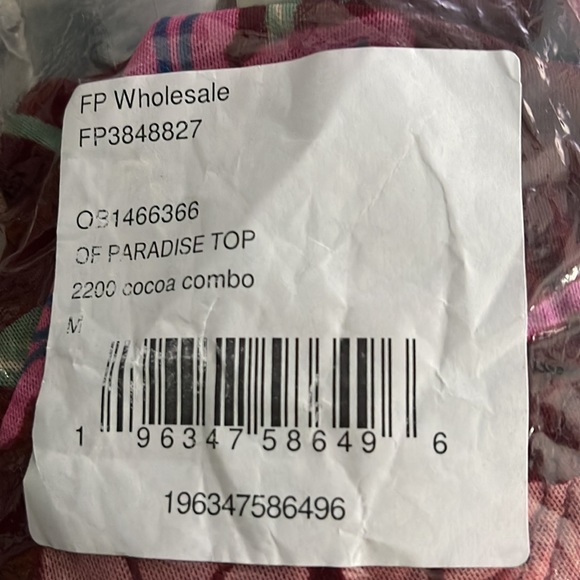 FP Wholesale
FP3848827
OB1466366
OF PARADISE TOP
2200 cocoa combo
M
1 96347 58649 6
196347586496